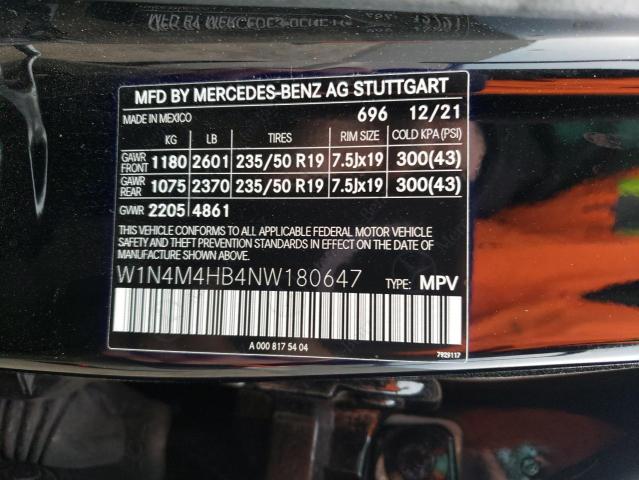 MFD BY MERCEDES-BENZ AG STUTTGART
MADE IN MEXICO 696 12/21
KG LB TIRES RIM SIZE COLD KPA (PSI)
GAWR FRONT 1180 2601 235/50 R19 7.5Jx19 300(43)
GAWR REAR 1075 2370 235/50 R19 7.5Jx19 300(43)
GVWR 2205 4861
THIS VEHICLE CONFORMS TO ALL APPLICABLE FEDERAL MOTOR VEHICLE
SAFETY, BUMPER, AND THEFT PREVENTION STANDARDS IN EFFECT ON THE DATE OF
MANUFACTURE SHOWN ABOVE.
W1N4M4HB4NW180647 TYPE: MPV
A 000 817 54 04
7929117